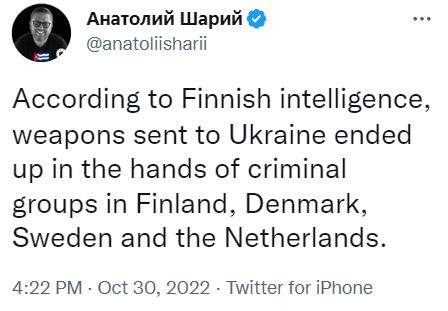 Анатолий Шарий
@anatoliisharii
According to Finnish intelligence,
weapons sent to Ukraine ended
up in the hands of criminal
groups in Finland, Denmark,
Sweden and the Netherlands.
4:22 PM · Oct 30, 2022 · Twitter for iPhone